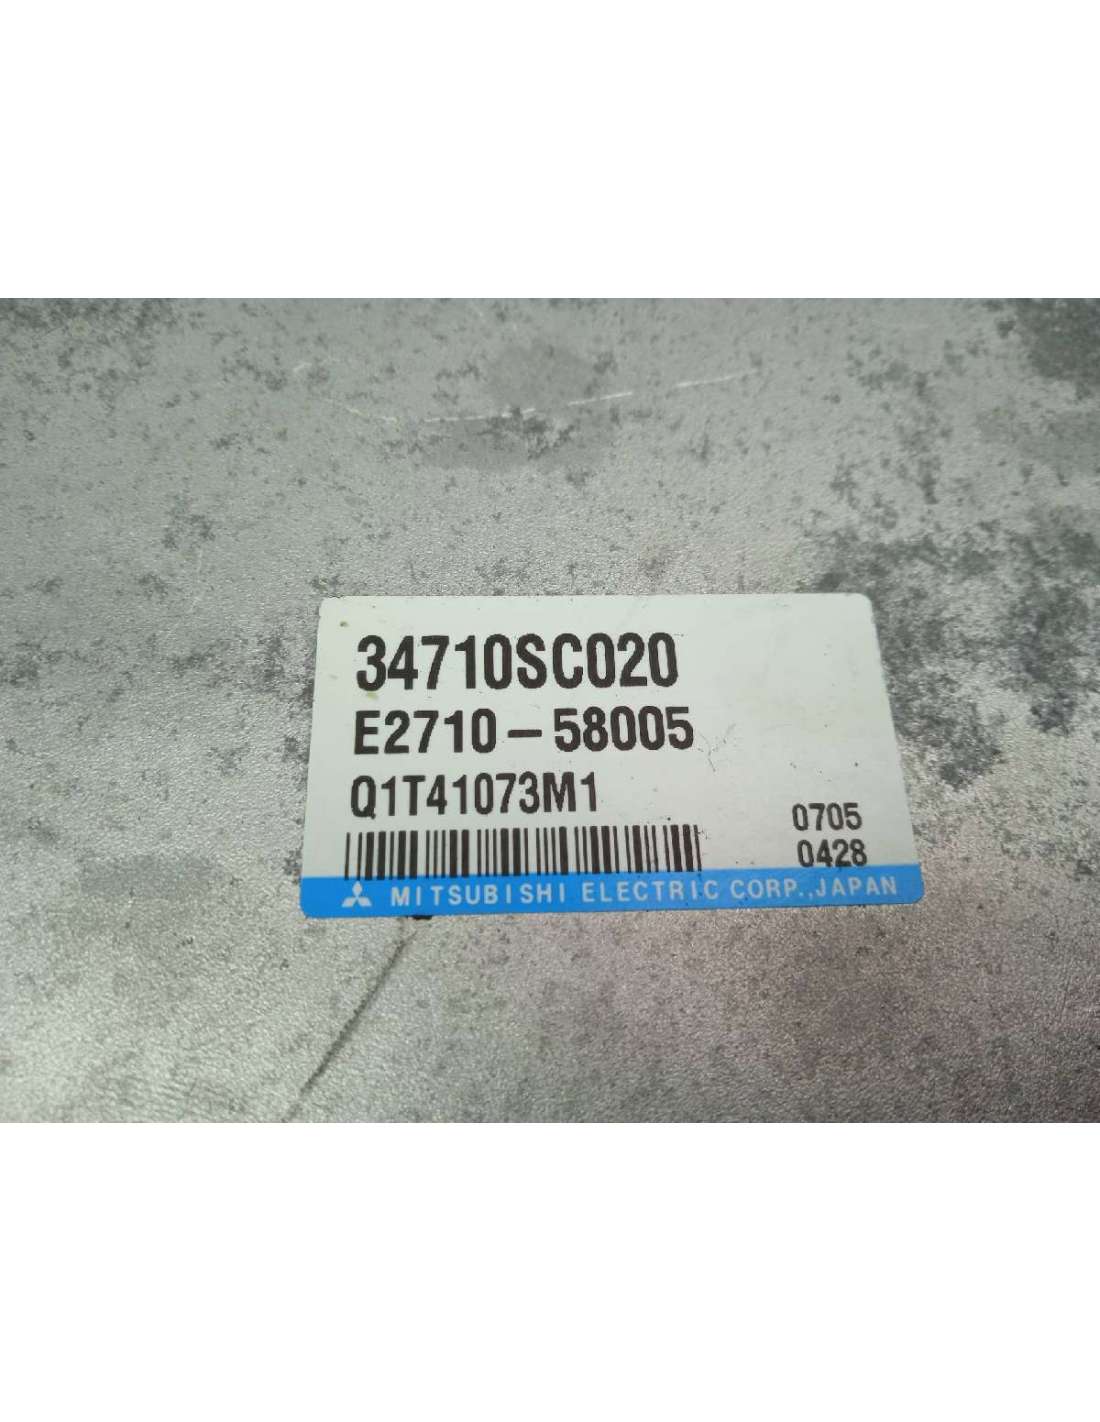 34710SC020
E2710-58005
Q1T41073M1
0705
0428
MITSUBISHI ELECTRIC CORP.,JAPAN